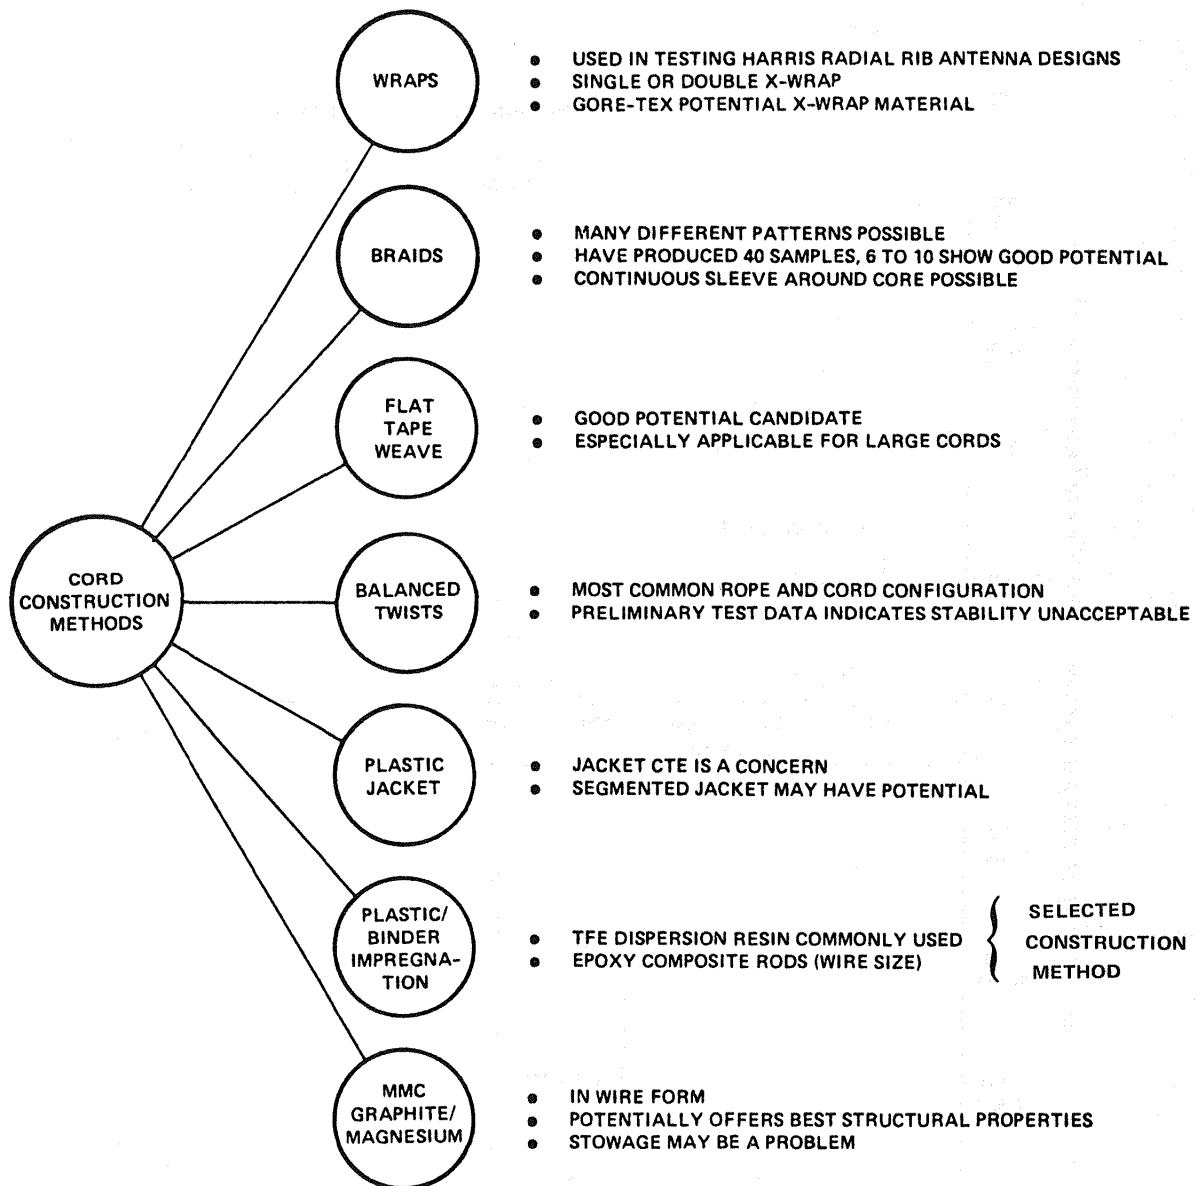 WRAPS
• USED IN TESTING HARRIS RADIAL RIB ANTENNA DESIGNS
• SINGLE OR DOUBLE X-WRAP
• GORE-TEX POTENTIAL X-WRAP MATERIAL
BRAIDS
• MANY DIFFERENT PATTERNS POSSIBLE
• HAVE PRODUCED 40 SAMPLES, 6 TO 10 SHOW GOOD POTENTIAL
• CONTINUOUS SLEEVE AROUND CORE POSSIBLE
FLAT
TAPE
WEAVE
• GOOD POTENTIAL CANDIDATE
• ESPECIALLY APPLICABLE FOR LARGE CORDS
CORD
CONSTRUCTION
METHODS
BALANCED
TWISTS
• MOST COMMON ROPE AND CORD CONFIGURATION
• PRELIMINARY TEST DATA INDICATES STABILITY UNACCEPTABLE
PLASTIC
JACKET
• JACKET CTE IS A CONCERN
• SEGMENTED JACKET MAY HAVE POTENTIAL
PLASTIC/
BINDER
IMPREGNA-
TION
• TFE DISPERSION RESIN COMMONLY USED
• EPOXY COMPOSITE RODS (WIRE SIZE)
SELECTED
CONSTRUCTION
METHOD
MMC
GRAPHITE/
MAGNESIUM
• IN WIRE FORM
• POTENTIALLY OFFERS BEST STRUCTURAL PROPERTIES
• STOWAGE MAY BE A PROBLEM